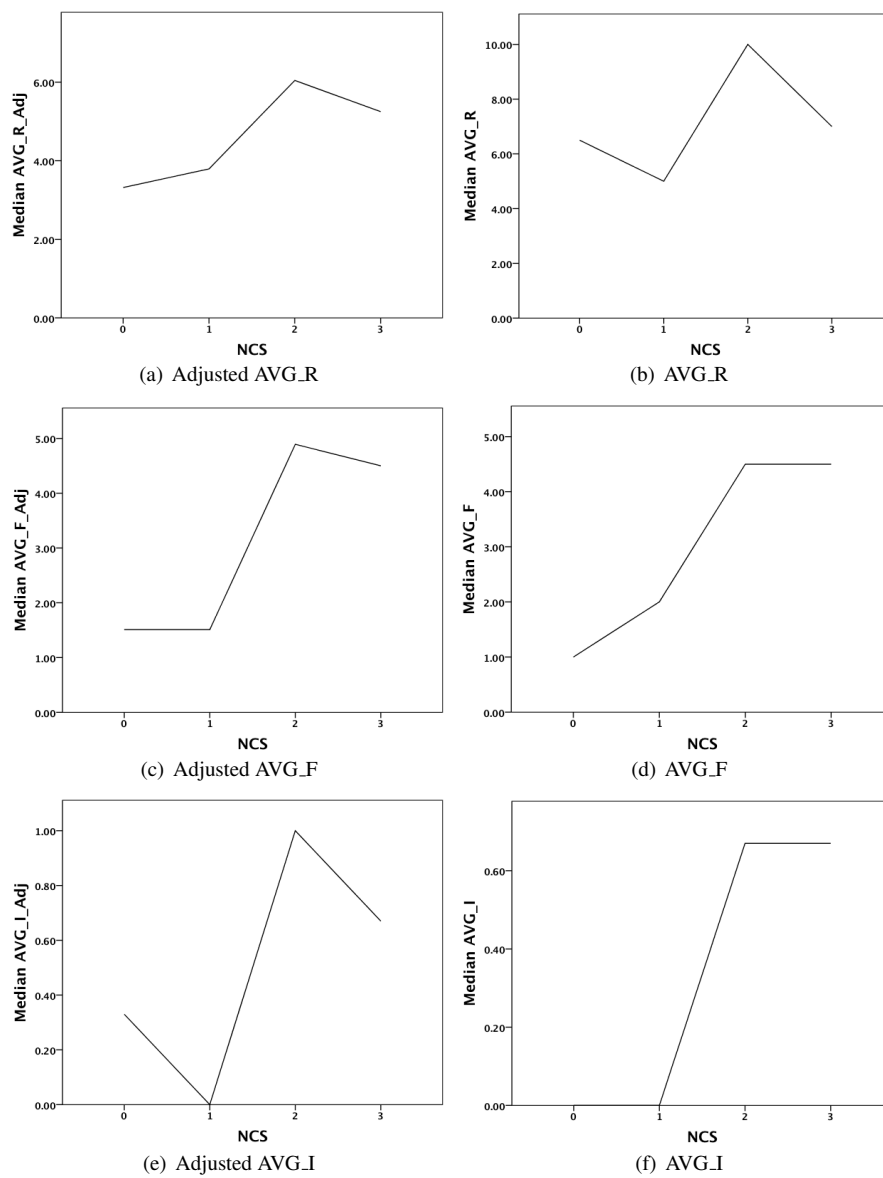 Median AVG_R_Adj
6.00
4.00
2.00
0.00
0 1 2 3
NCS
(a) Adjusted AVG_R
Median AVG_R
10.00
8.00
6.00
4.00
2.00
0.00
0 1 2 3
NCS
(b) AVG_R
Median AVG_F_Adj
5.00
4.00
3.00
2.00
1.00
0.00
0 1 2 3
NCS
(c) Adjusted AVG_F
Median AVG_F
5.00
4.00
3.00
2.00
1.00
0.00
0 1 2 3
NCS
(d) AVG_F
Median AVG_I_Adj
1.00
0.80
0.60
0.40
0.20
0.00
0 1 2 3
NCS
(e) Adjusted AVG_I
Median AVG_I
0.60
0.40
0.20
0.00
0 1 2 3
NCS
(f) AVG_I